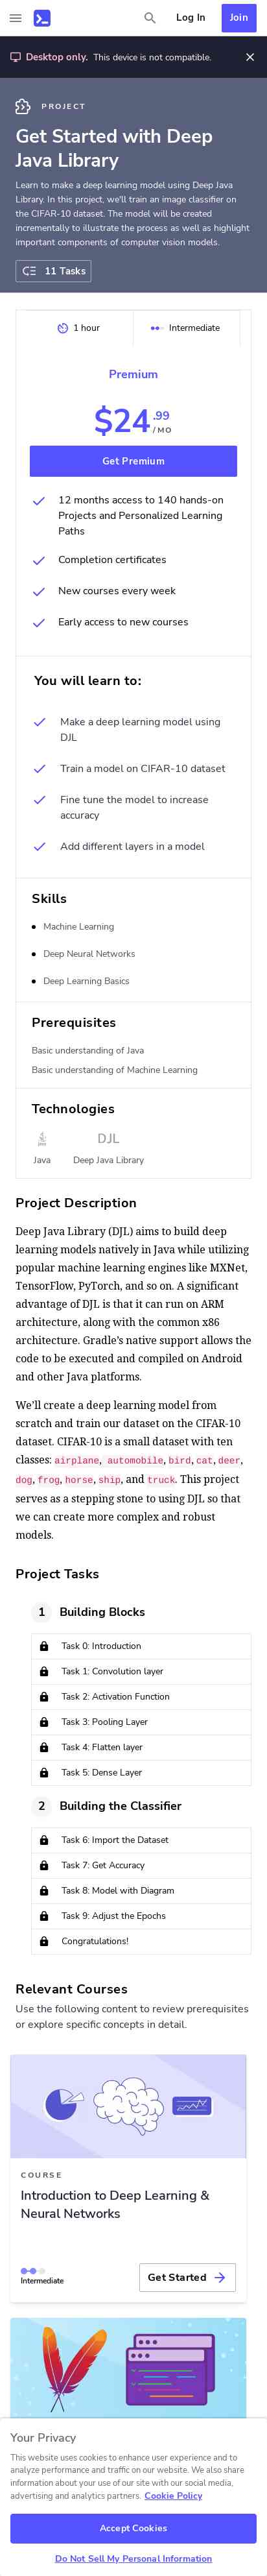 Log In
Join
Desktop only. This device is not compatible.
PROJECT
Get Started with Deep
Java Library
Learn to make a deep learning model using Deep Java
Library. In this project, we'll train an image classifier on
the CIFAR-10 dataset. The model will be created
incrementally to illustrate the process as well as highlight
important components of computer vision models.
11 Tasks
1 hour
Intermediate
Premium
$24.99
/MO
Get Premium
12 months access to 140 hands-on
Projects and Personalized Learning
Paths
Completion certificates
New courses every week
Early access to new courses
You will learn to:
Make a deep learning model using
DJL
Train a model on CIFAR-10 dataset
Fine tune the model to increase
accuracy
Add different layers in a model
Skills
Machine Learning
Deep Neural Networks
Deep Learning Basics
Prerequisites
Basic understanding of Java
Basic understanding of Machine Learning
Technologies
DJL
Java
Deep Java Library
Project Description
Deep Java Library (DJL) aims to build deep
learning models natively in Java while utilizing
popular machine learning engines like MXNet,
TensorFlow, PyTorch, and so on. A significant
advantage of DJL is that it can run on ARM
architecture, along with the common x86
architecture. Gradle's native support allows the
code to be executed and compiled on Android
and other Java platforms.
We'll create a deep learning model from
scratch and train our dataset on the CIFAR-10
dataset. CIFAR-10 is a small dataset with ten
classes: airplane, automobile, bird, cat, deer,
dog, frog, horse, ship, and truck. This project
serves as a stepping stone to using DJL so that
we can create more complex and robust
models.
Project Tasks
1 Building Blocks
Task 0: Introduction
Task 1: Convolution layer
Task 2: Activation Function
Task 3: Pooling Layer
Task 4: Flatten layer
Task 5: Dense Layer
2 Building the Classifier
Task 6: Import the Dataset
Task 7: Get Accuracy
Task 8: Model with Diagram
Task 9: Adjust the Epochs
Congratulations!
Relevant Courses
Use the following content to review prerequisites
or explore specific concepts in detail.
COURSE
Introduction to Deep Learning &
Neural Networks
Intermediate
Get Started
Your Privacy
This website uses cookies to enhance user experience and to
analyze performance and traffic on our website. We also share
information about your use of our site with our social media,
advertising and analytics partners. Cookie Policy
Accept Cookies
Do Not Sell My Personal Information